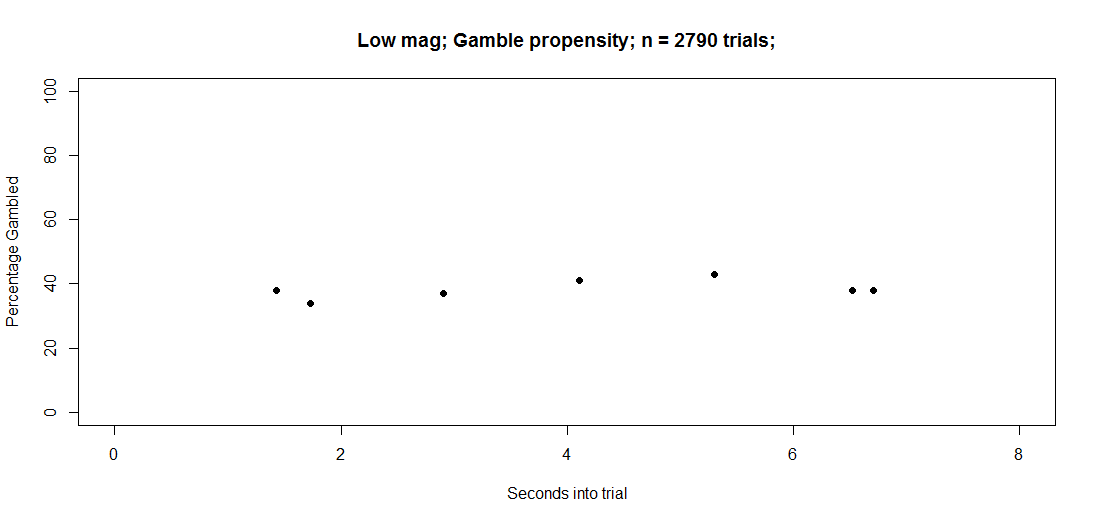 Low mag; Gamble propensity; n = 2790 trials;
Percentage Gambled
100
80
60
40
20
0
0 2 4 6 8
Seconds into trial